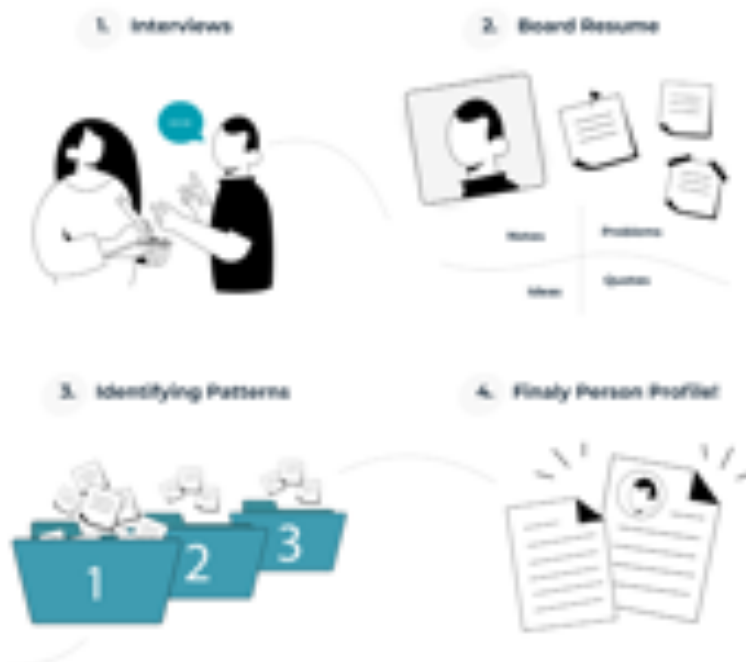 1. Interviews
2. Board Resume
Notes
Problems
Ideas
Quotes
3. Identifying Patterns
4. Finaly Person Profile!
1
2
3